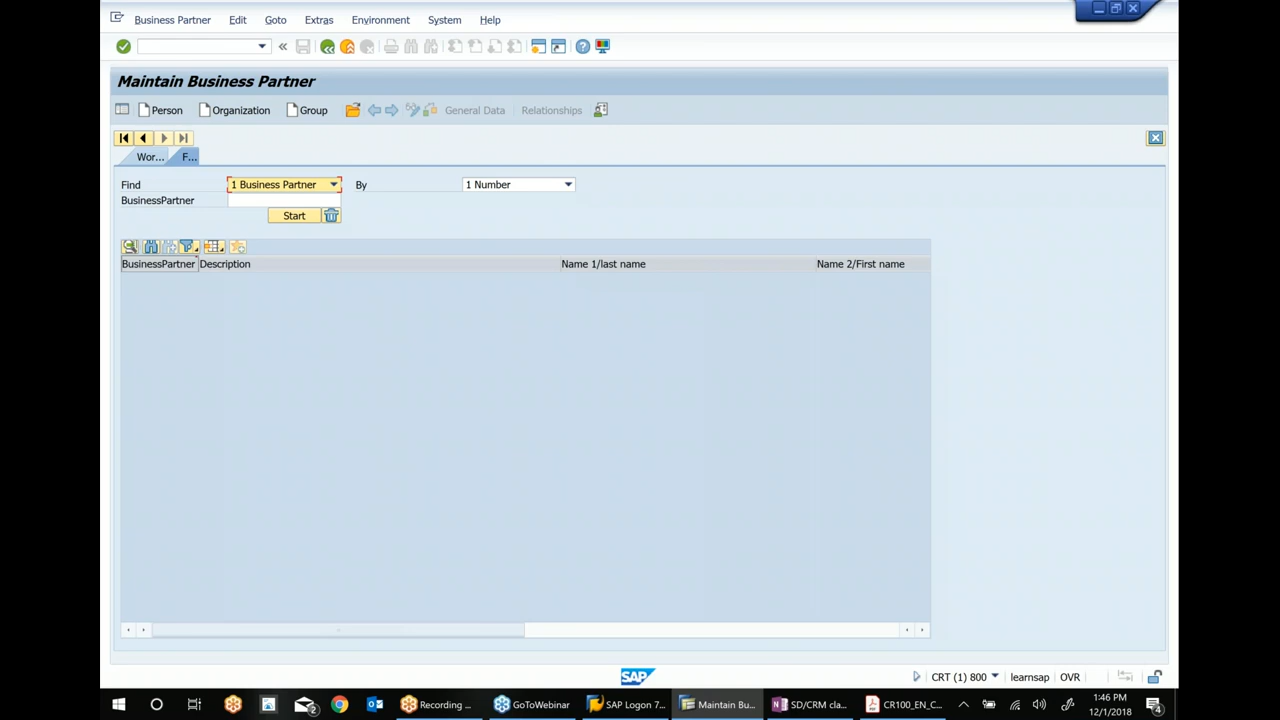 Business Partner Edit Goto Extras Environment System Help
Maintain Business Partner
Person Organization Group General Data Relationships
Wor... F...
Find 1 Business Partner By 1 Number
BusinessPartner
Start
BusinessPartner Description Name 1/last name Name 2/First name
SAP CRT (1) 800 learnsap OVR
Recording ... GoToWebinar SAP Logon 7... Maintain Bu... SD/CRM cla... CR100_EN_C... 1:46 PM
12/1/2018